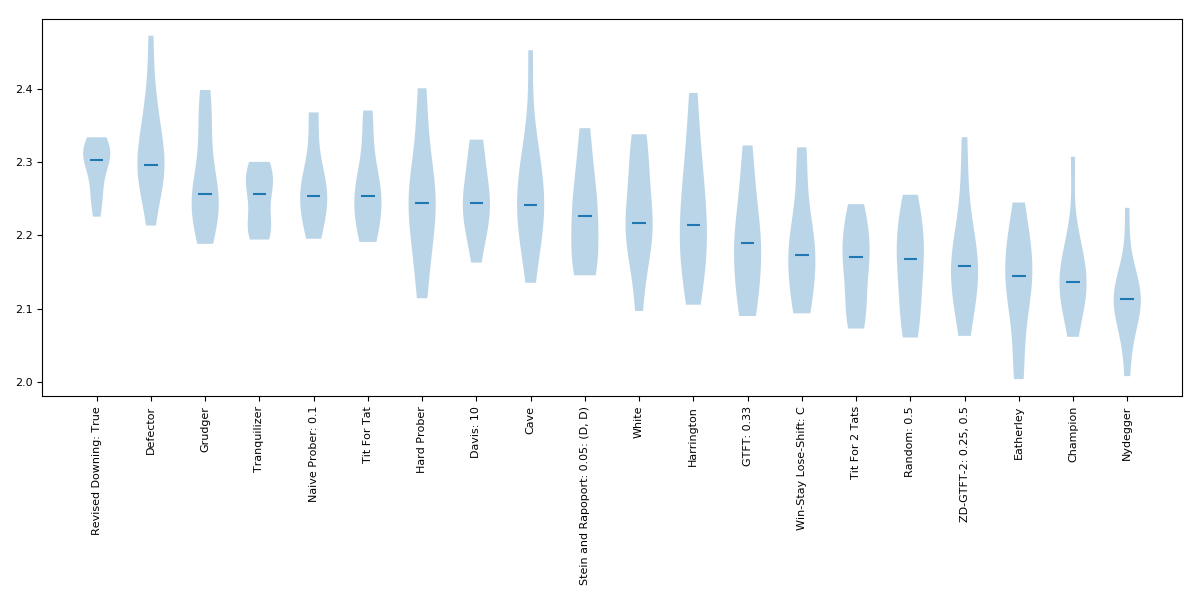 2.4
2.3
2.2
2.1
2.0
Revised Downing: True
Defector
Grudger
Tranquilizer
Naive Prober: 0.1
Tit For Tat
Hard Prober
Davis: 10
Cave
Stein and Rapoport: 0.05: (D, D)
White
Harrington
GTFT: 0.33
Win-Stay Lose-Shift: C
Tit For 2 Tats
Random: 0.5
ZD-GTFT-2: 0.25, 0.5
Eatherley
Champion
Nydegger